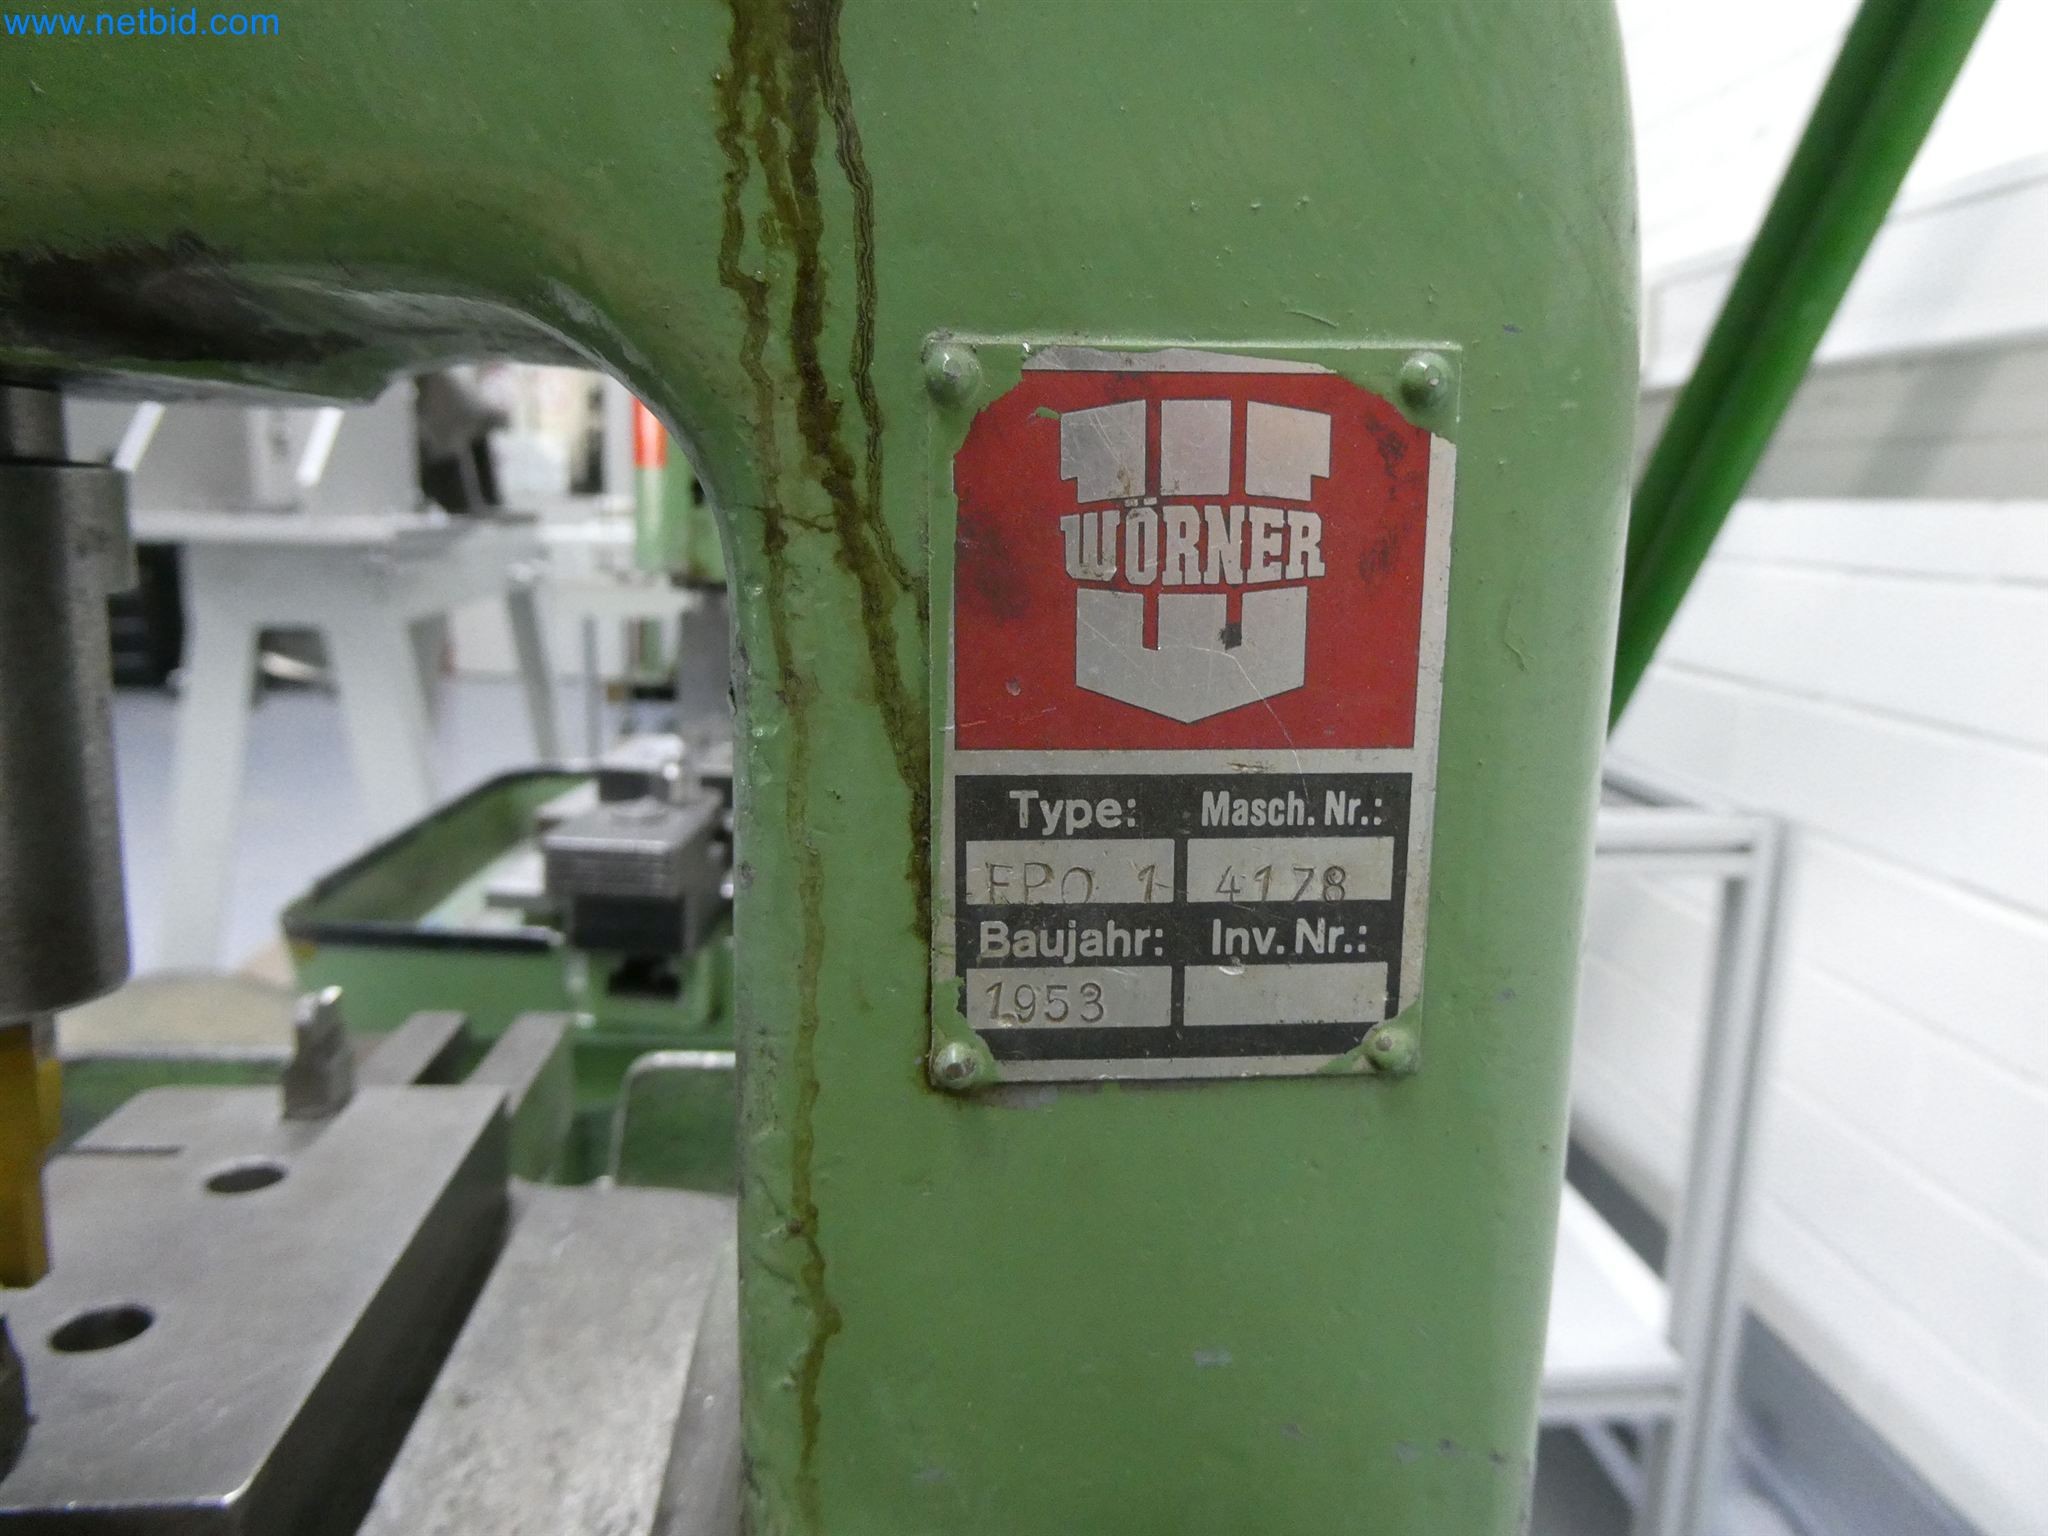 www.netbid.com
WÖRNER
Type: Masch. Nr.:
EPO 1 4178
Baujahr: Inv. Nr.:
1953